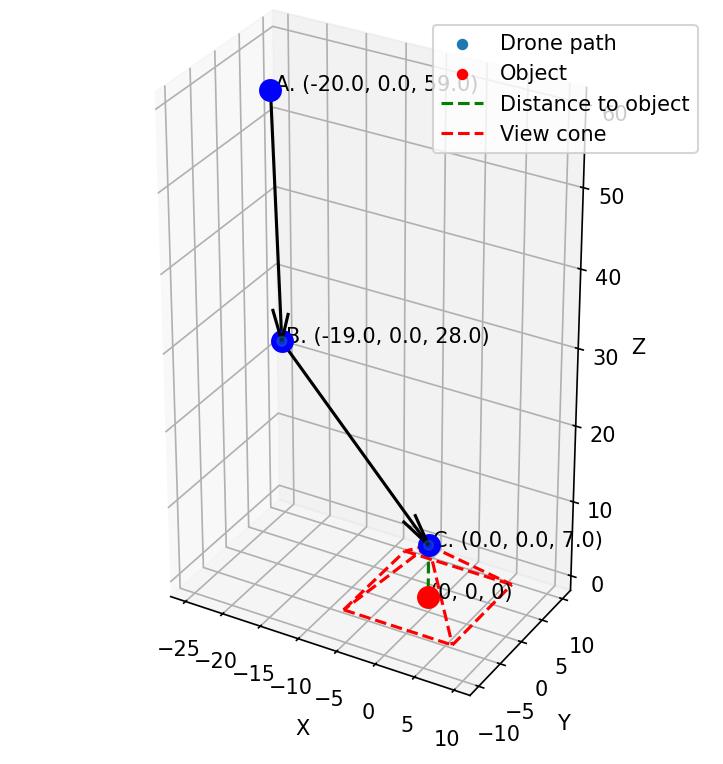 Drone path
Object
Distance to object
View cone
A. (-20.0, 0.0, 59.0)
B. (-19.0, 0.0, 28.0)
C. (0.0, 0.0, 7.0)
(0, 0, 0)
60
50
40
30
20
10
0
Z
−25
−20
−15
−10
−5
0
5
10
X
−10
−5
0
5
10
Y